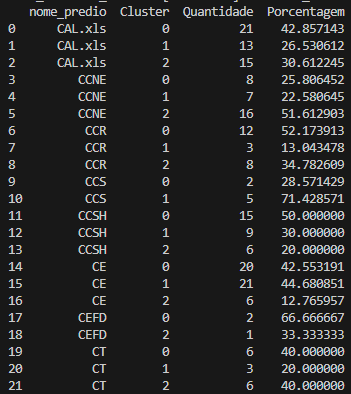 nome_predio Cluster Quantidade Porcentagem
0 CAL.xls 0 21 42.857143
1 CAL.xls 1 13 26.530612
2 CAL.xls 2 15 30.612245
3 CCNE 0 8 25.806452
4 CCNE 1 7 22.580645
5 CCNE 2 16 51.612903
6 CCR 0 12 52.173913
7 CCR 1 3 13.043478
8 CCR 2 8 34.782609
9 CCS 0 2 28.571429
10 CCS 1 5 71.428571
11 CCSH 0 15 50.000000
12 CCSH 1 9 30.000000
13 CCSH 2 6 20.000000
14 CE 0 20 42.553191
15 CE 1 21 44.680851
16 CE 2 6 12.765957
17 CEFD 0 2 66.666667
18 CEFD 2 1 33.333333
19 CT 0 6 40.000000
20 CT 1 3 20.000000
21 CT 2 6 40.000000